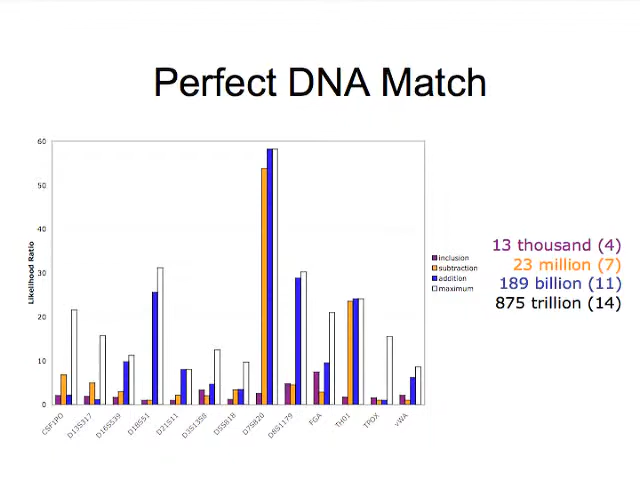 Perfect DNA Match
60
50
40
30
20
10
0
Likelihood Ratio
CSF1PO
D13S317
D16S539
D18S51
D21S11
D3S1358
D5S818
D7S820
D8S1179
FGA
TH01
TPOX
vWA
inclusion
subtraction
addition
maximum
13 thousand (4)
23 million (7)
189 billion (11)
875 trillion (14)